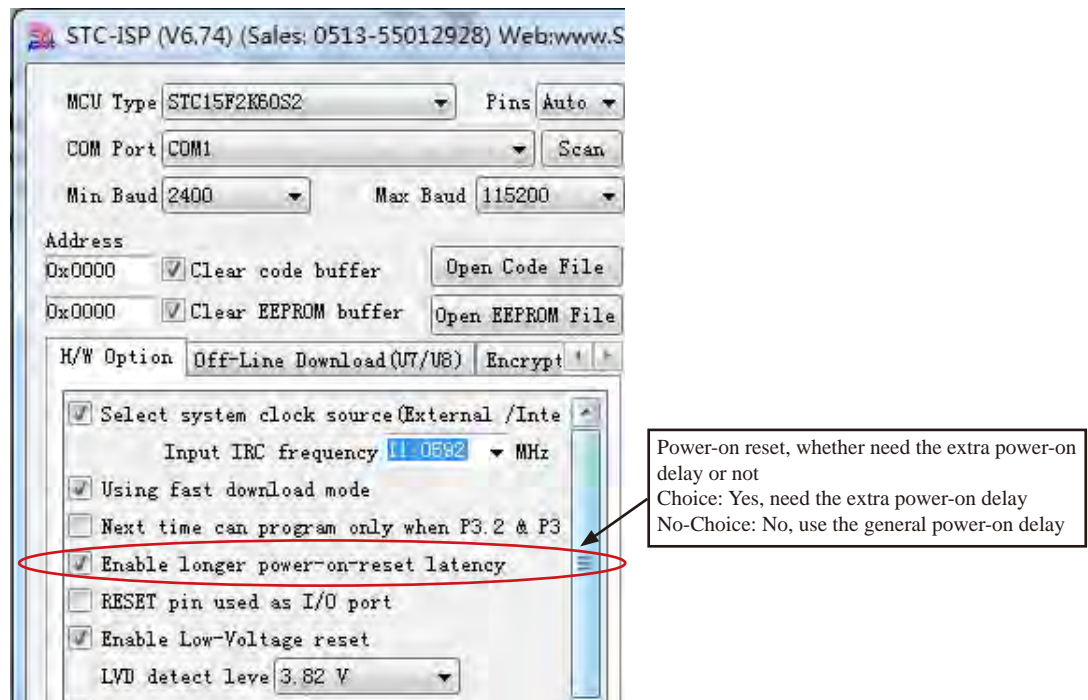 STC-ISP (V6.74) (Sales: 0513-55012928) Web:www.S
MCU Type STC15F2K60S2 Pins Auto
COM Port COM1 Scan
Min Baud 2400 Max Baud 115200
Address
0x0000 Clear code buffer Open Code File
0x0000 Clear EEPROM buffer Open EEPROM File
H/W Option Off-Line Download(U7/U8) Encrypt
Select system clock source(External /Inte
Input IRC frequency 11.0592 MHz
Using fast download mode
Next time can program only when P3.2 & P3
Enable longer power-on-reset latency
RESET pin used as I/O port
Enable Low-Voltage reset
LVD detect leve 3.82 V
Power-on reset, whether need the extra power-on
delay or not
Choice: Yes, need the extra power-on delay
No-Choice: No, use the general power-on delay